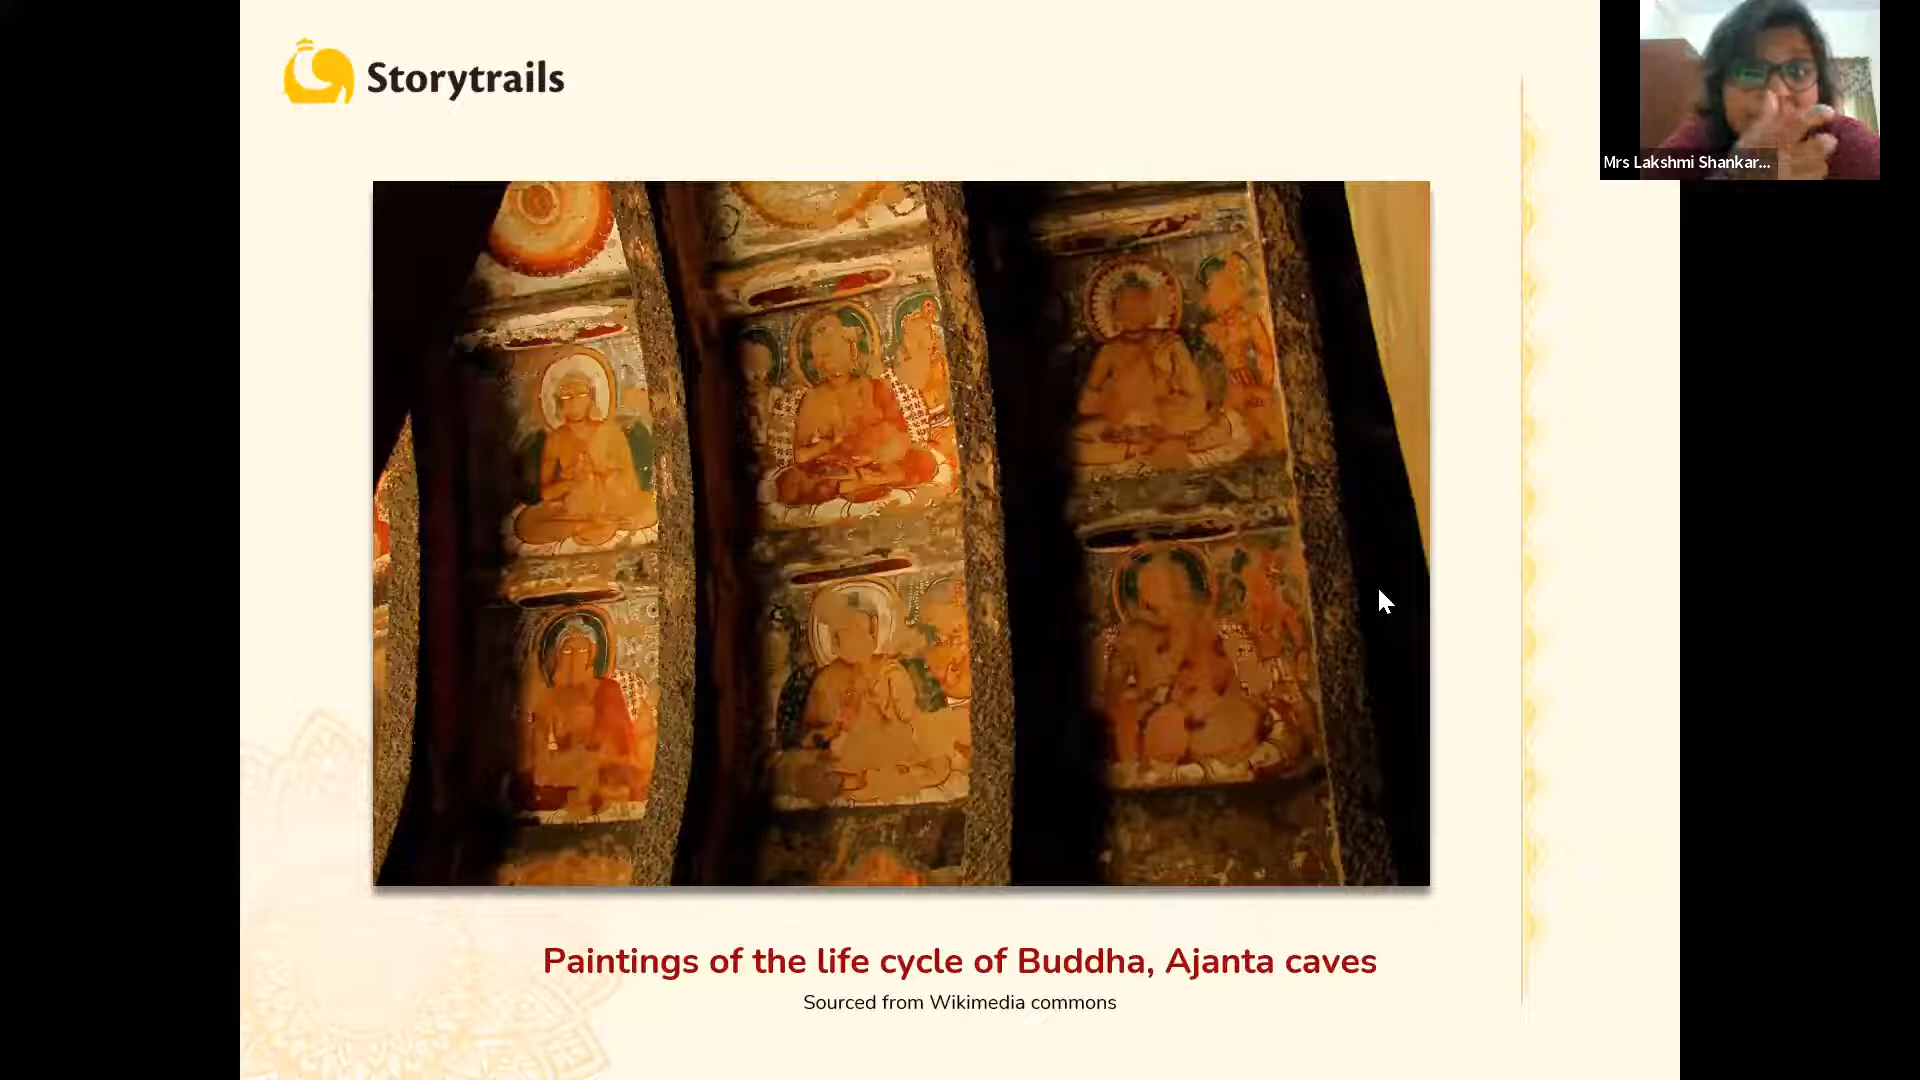 Storytrails
Mrs Lakshmi Shankar...
Paintings of the life cycle of Buddha, Ajanta caves
Sourced from Wikimedia commons